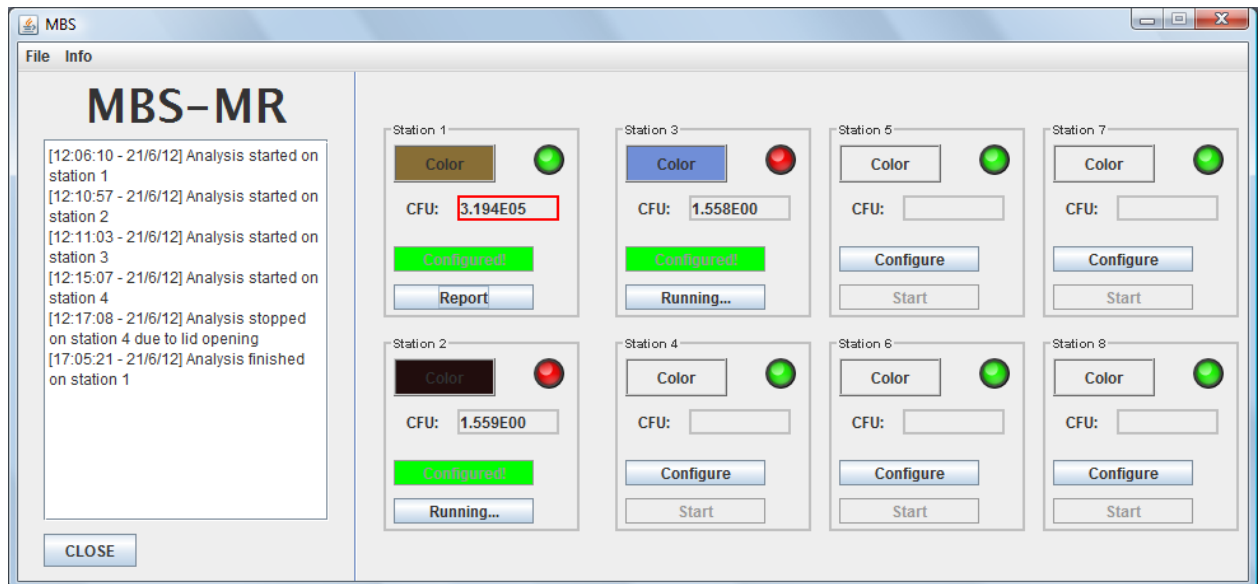 MBS
File Info
MBS-MR
[12:06:10 - 21/6/12] Analysis started on
station 1
[12:10:57 - 21/6/12] Analysis started on
station 2
[12:11:03 - 21/6/12] Analysis started on
station 3
[12:15:07 - 21/6/12] Analysis started on
station 4
[12:17:08 - 21/6/12] Analysis stopped
on station 4 due to lid opening
[17:05:21 - 21/6/12] Analysis finished
on station 1
CLOSE
Station 1
Color
CFU: 3.194E05
Configured!
Report
Station 3
Color
CFU: 1.558E00
Configured!
Running...
Station 5
Color
CFU:
Configure
Start
Station 7
Color
CFU:
Configure
Start
Station 2
Color
CFU: 1.559E00
Configured!
Running...
Station 4
Color
CFU:
Configure
Start
Station 6
Color
CFU:
Configure
Start
Station 8
Color
CFU:
Configure
Start